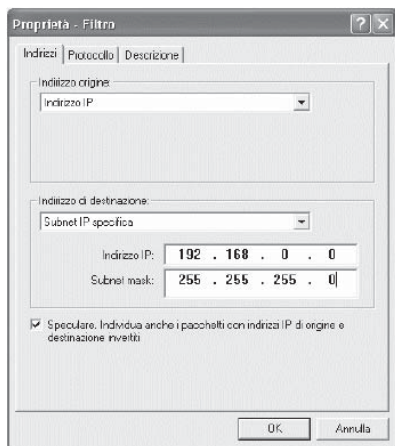 Proprietà - Filtro
Indirizzi Protocollo Descrizione
Indirizzo origine:
Indirizzo IP
Indirizzo di destinazione:
Subnet IP specifica
Indirizzo IP: 192 . 168 . 0 . 0
Subnet mask: 255 . 255 . 255 . 0
Speculare. Individua anche i pacchetti con indirizzi IP di origine e
destinazione invertiti
OK Annulla